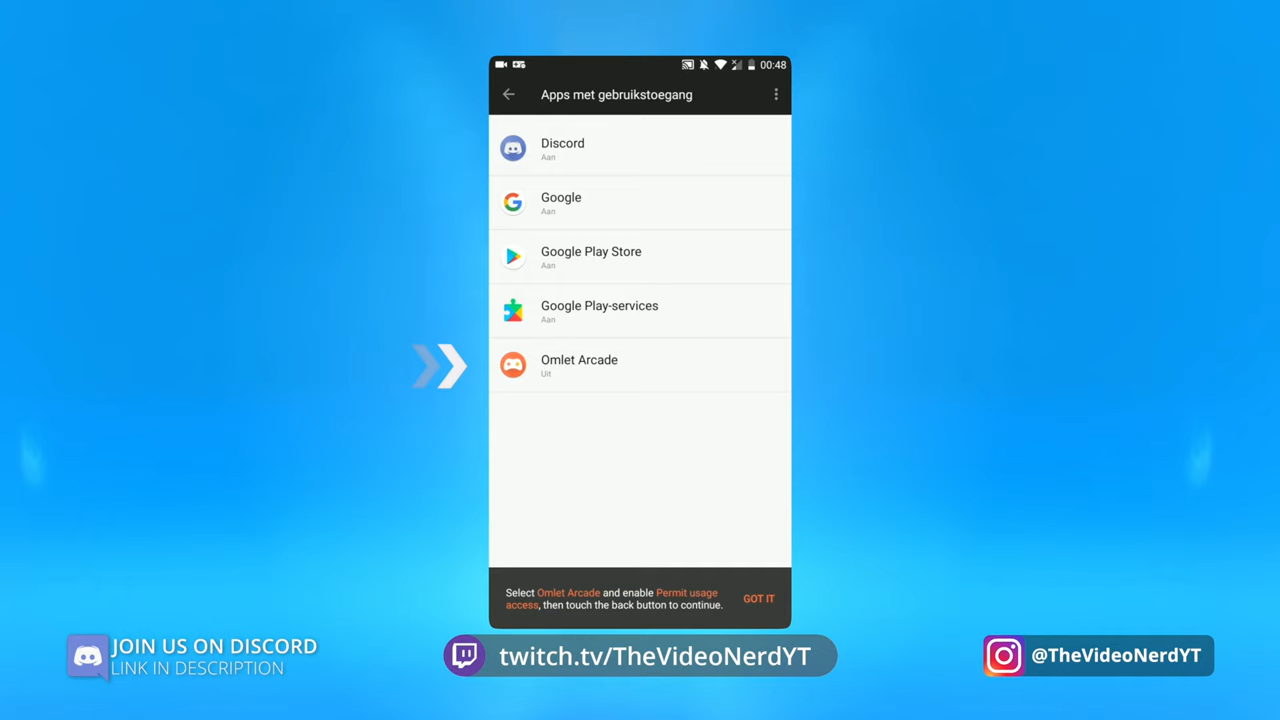 00:48
Apps met gebruikstoegang
Discord
Aan
Google
Aan
Google Play Store
Aan
Google Play-services
Aan
Omlet Arcade
Uit
Select Omlet Arcade and enable Permit usage
access, then touch the back button to continue.
GOT IT
JOIN US ON DISCORD
LINK IN DESCRIPTION
twitch.tv/TheVideoNerdYT
@TheVideoNerdYT